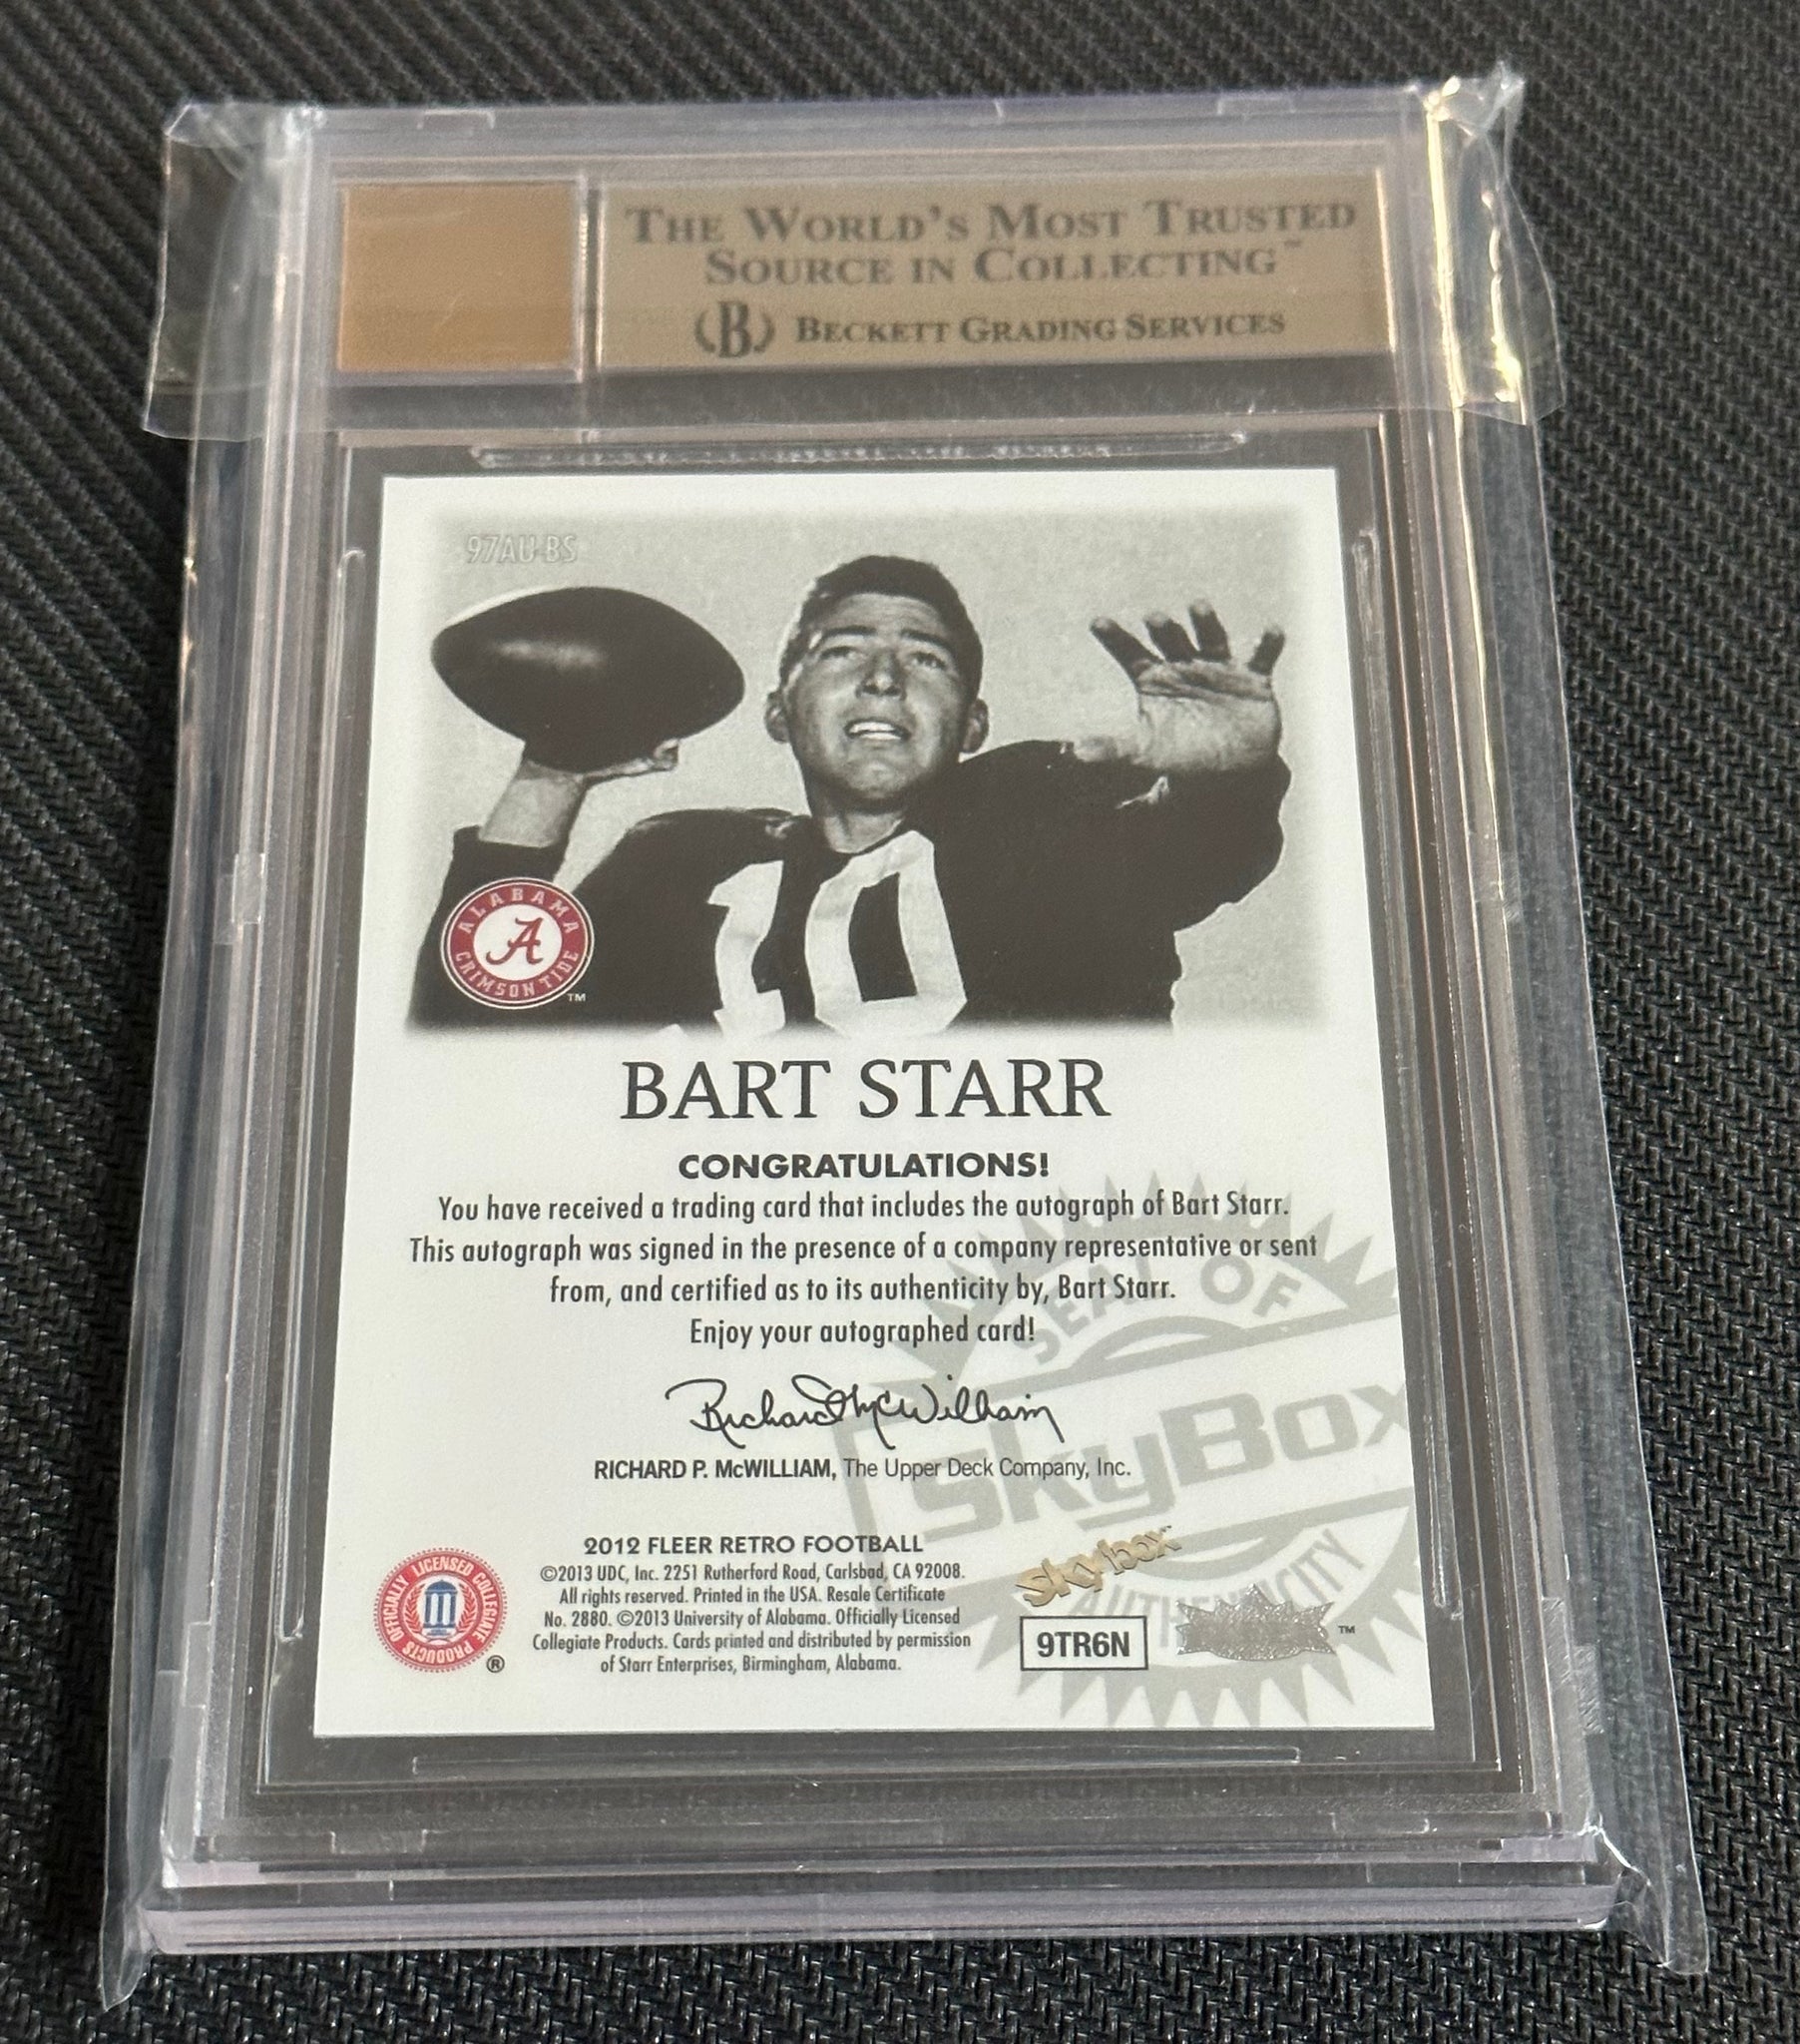 THE WORLD'S MOST TRUSTED
SOURCE IN COLLECTING™
(B) BECKETT GRADING SERVICES
97AU-BS
10
ALABAMA
A
CRIMSON TIDE
™
BART STARR
CONGRATULATIONS!
You have received a trading card that includes the autograph of Bart Starr.
This autograph was signed in the presence of a company representative or sent
from, and certified as to its authenticity by, Bart Starr.
Enjoy your autographed card!
SEAL OF
SkyBox
AUTHENTICITY
Richard McWilliam
RICHARD P. McWILLIAM, The Upper Deck Company, Inc.
2012 FLEER RETRO FOOTBALL
©2013 UDC, Inc. 2251 Rutherford Road, Carlsbad, CA 92008.
All rights reserved. Printed in the USA. Resale Certificate
No. 2880. ©2013 University of Alabama. Officially Licensed
Collegiate Products. Cards printed and distributed by permission
of Starr Enterprises, Birmingham, Alabama.
OFFICIALLY LICENSED COLLEGIATE PRODUCTS
®
skybox
9TR6N
™